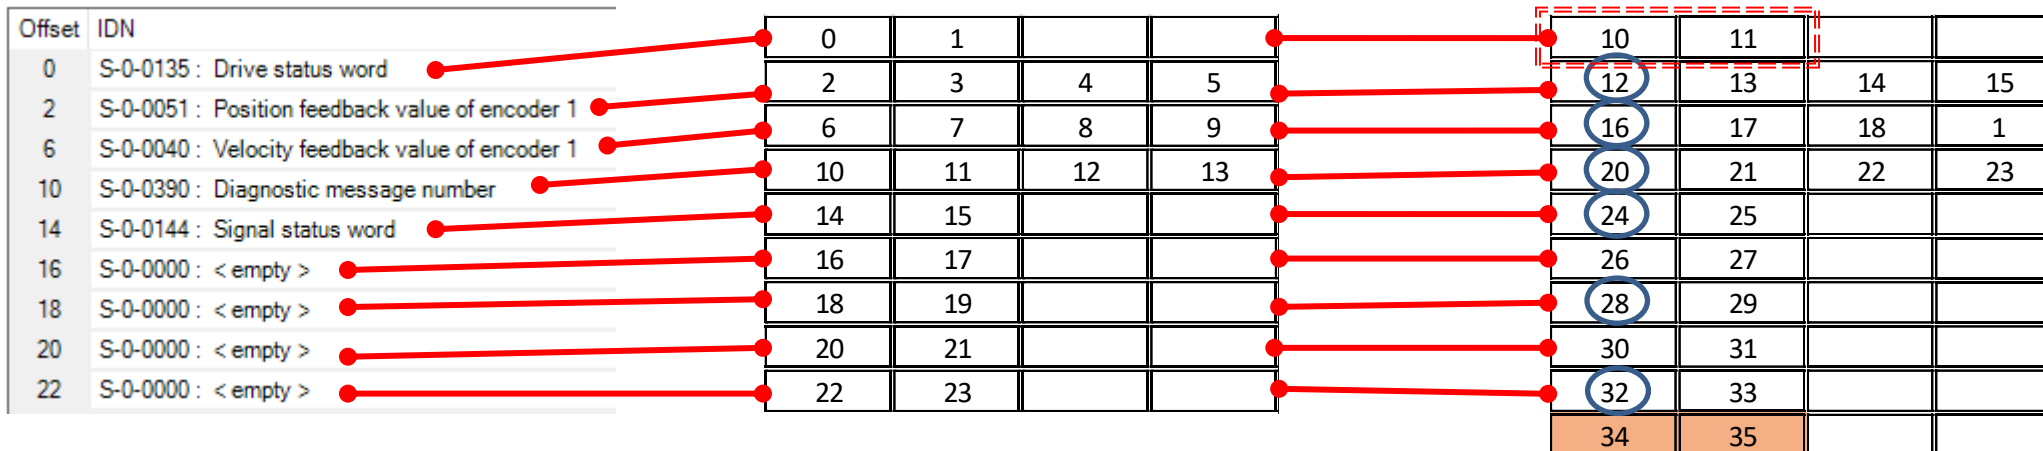 Offset IDN
0 1 10 11
0 S-0-0135 : Drive status word
2 3 4 5 12 13 14 15
2 S-0-0051 : Position feedback value of encoder 1
6 7 8 9 16 17 18 1
6 S-0-0040 : Velocity feedback value of encoder 1
10 11 12 13 20 21 22 23
10 S-0-0390 : Diagnostic message number
14 15 24 25
14 S-0-0144 : Signal status word
16 17 26 27
16 S-0-0000 : < empty >
18 19 28 29
18 S-0-0000 : < empty >
20 21 30 31
20 S-0-0000 : < empty >
22 23 32 33
22 S-0-0000 : < empty >
34 35